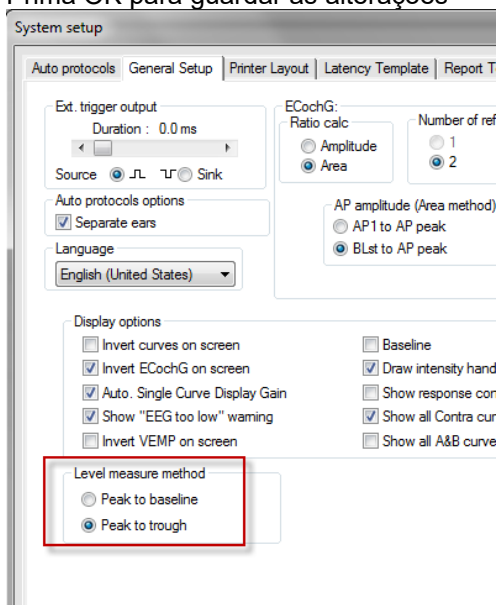 Prima OK para guardar as alterações
System setup
Auto protocols General Setup Printer Layout Latency Template Report
Ext. trigger output
Duration : 0.0 ms
Source Sink
Auto protocols options
Separate ears
Language
English (United States)
ECochG:
Ratio calc
Amplitude
Area
Number of
1
2
AP amplitude (Area method)
AP1 to AP peak
BLst to AP peak
Display options
Invert curves on screen
Invert ECochG on screen
Auto. Single Curve Display Gain
Show "EEG too low" warning
Invert VEMP on screen
Baseline
Draw intensity
Show response
Show all Contra
Show all A&B
Level measure method
Peak to baseline
Peak to trough